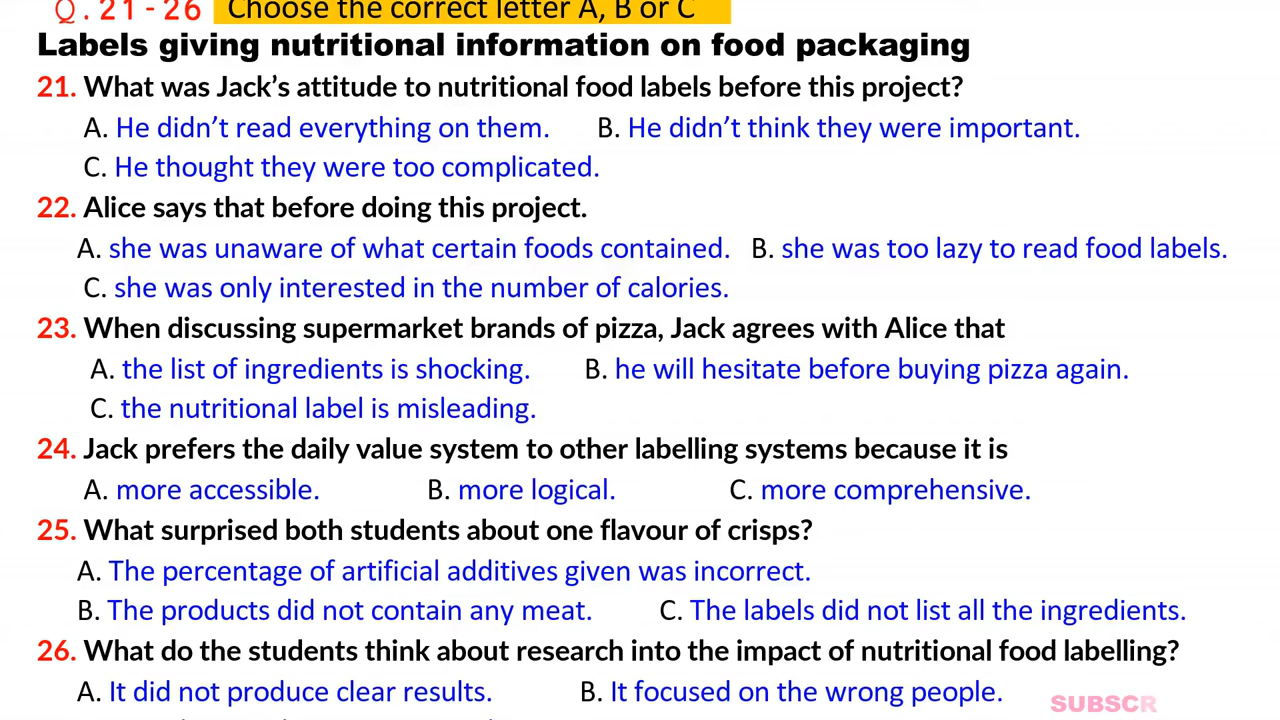 Q.21-26 Choose the correct letter A, B or C
Labels giving nutritional information on food packaging
21. What was Jack’s attitude to nutritional food labels before this project?
A. He didn’t read everything on them. B. He didn’t think they were important.
C. He thought they were too complicated.
22. Alice says that before doing this project.
A. she was unaware of what certain foods contained. B. she was too lazy to read food labels.
C. she was only interested in the number of calories.
23. When discussing supermarket brands of pizza, Jack agrees with Alice that
A. the list of ingredients is shocking. B. he will hesitate before buying pizza again.
C. the nutritional label is misleading.
24. Jack prefers the daily value system to other labelling systems because it is
A. more accessible. B. more logical. C. more comprehensive.
25. What surprised both students about one flavour of crisps?
A. The percentage of artificial additives given was incorrect.
B. The products did not contain any meat. C. The labels did not list all the ingredients.
26. What do the students think about research into the impact of nutritional food labelling?
A. It did not produce clear results. B. It focused on the wrong people.
SUBSCR